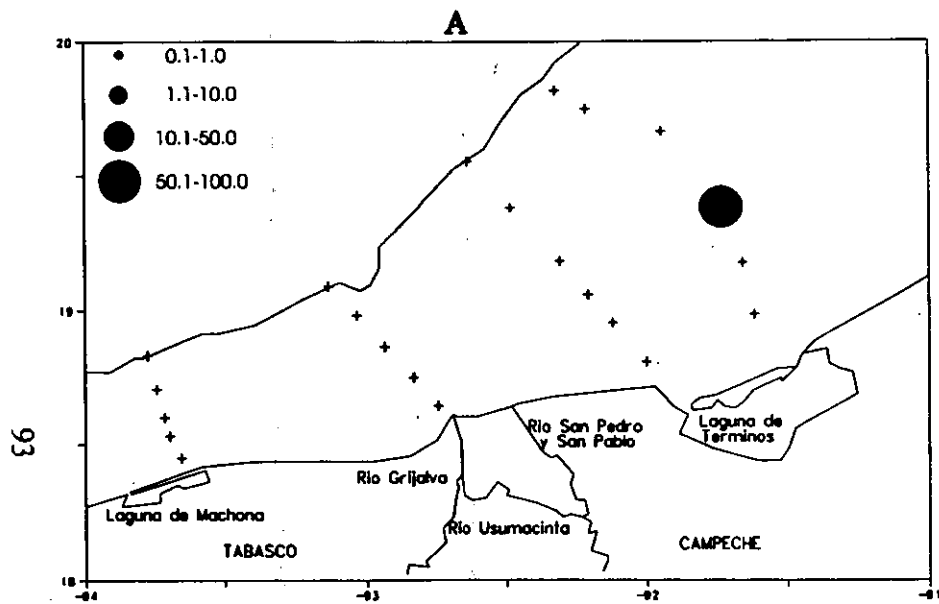 A
20
0.1-1.0
1.1-10.0
10.1-50.0
50.1-100.0
19
93
Rio San Pedro
y San Pablo
Laguna de
Terminos
Rio Grijalva
Laguna de Machona
Rio Usumacinta
TABASCO
CAMPECHE
18
-94
-93
-92
-91